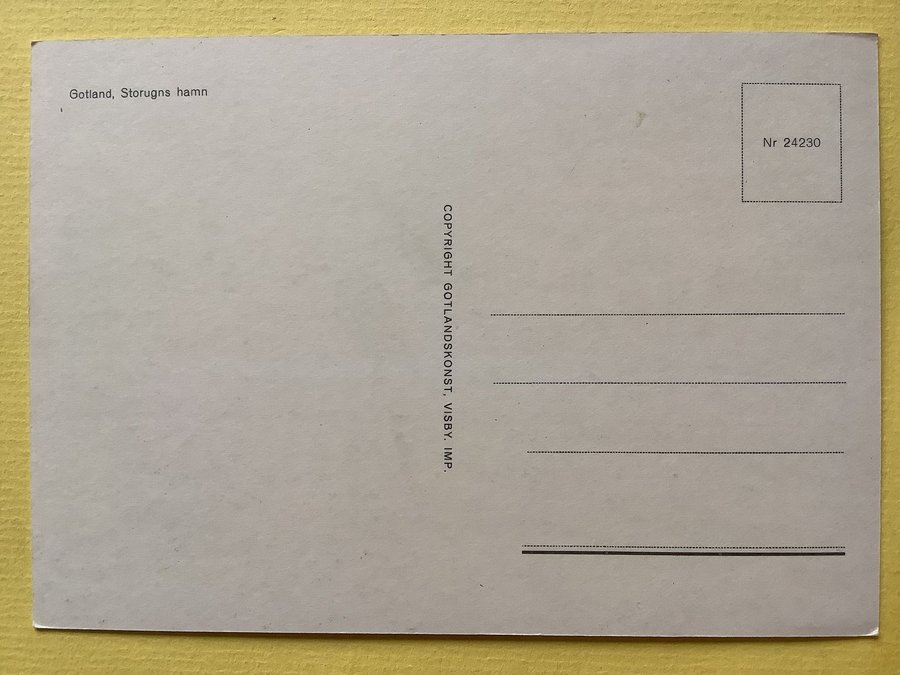 Gotland, Storugns hamn
Nr 24230
COPYRIGHT GOTLANDSKONST, VISBY. IMP.